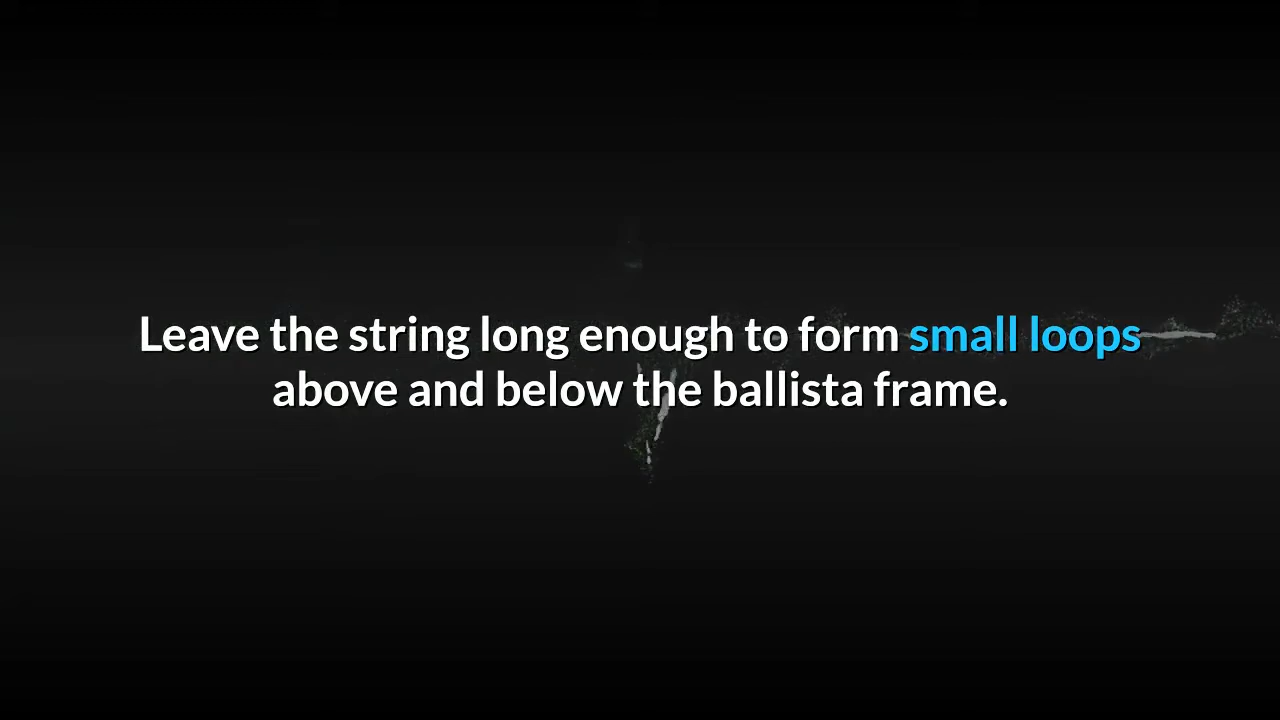 Leave the string long enough to form small loops
above and below the ballista frame.